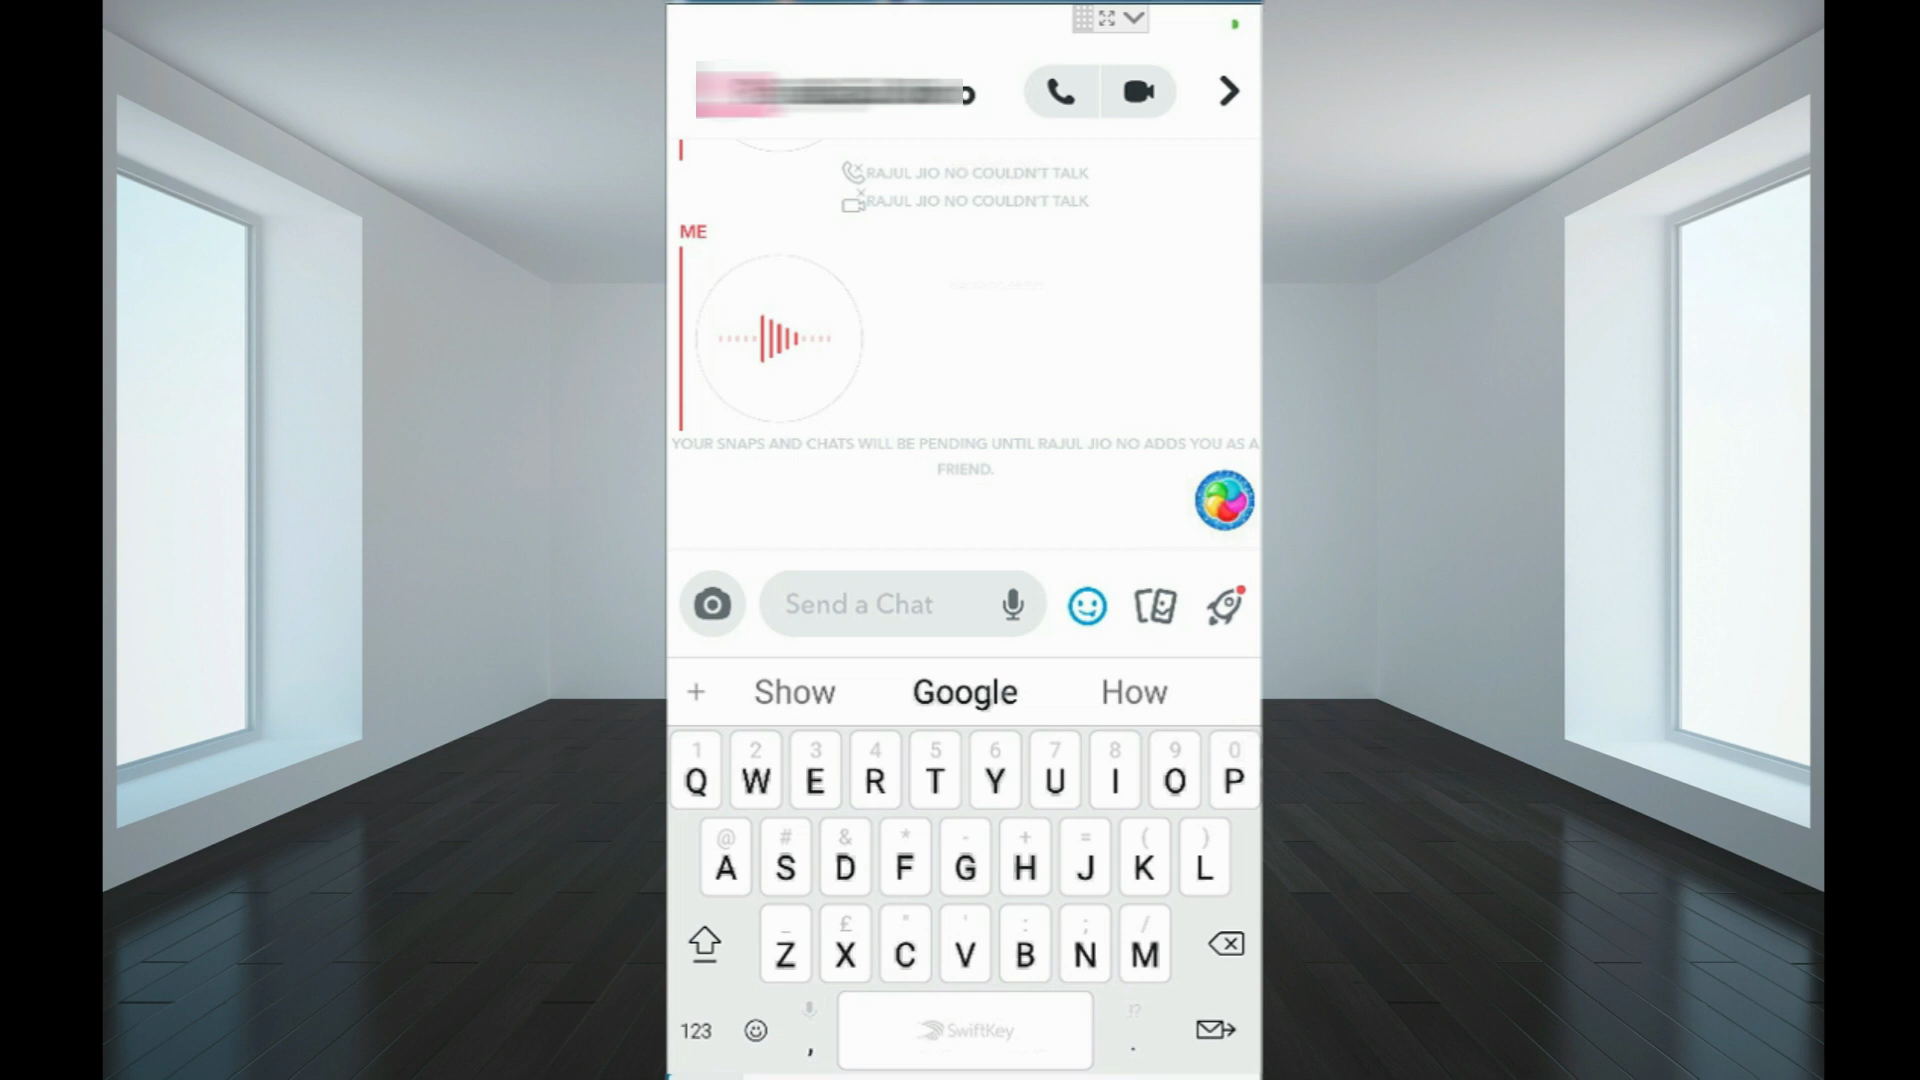 RAJUL JIO NO COULDN'T TALK
RAJUL JIO NO COULDN'T TALK
ME
YOUR SNAPS AND CHATS WILL BE PENDING UNTIL RAJUL JIO NO ADDS YOU AS A
FRIEND.
Send a Chat
+ Show Google How
1 2 3 4 5 6 7 8 9 0
Q W E R T Y U I O P
@ # & * - + = ( )
A S D F G H J K L
_ £ " ' : ; /
Z X C V B N M
123 , SwiftKey !? .